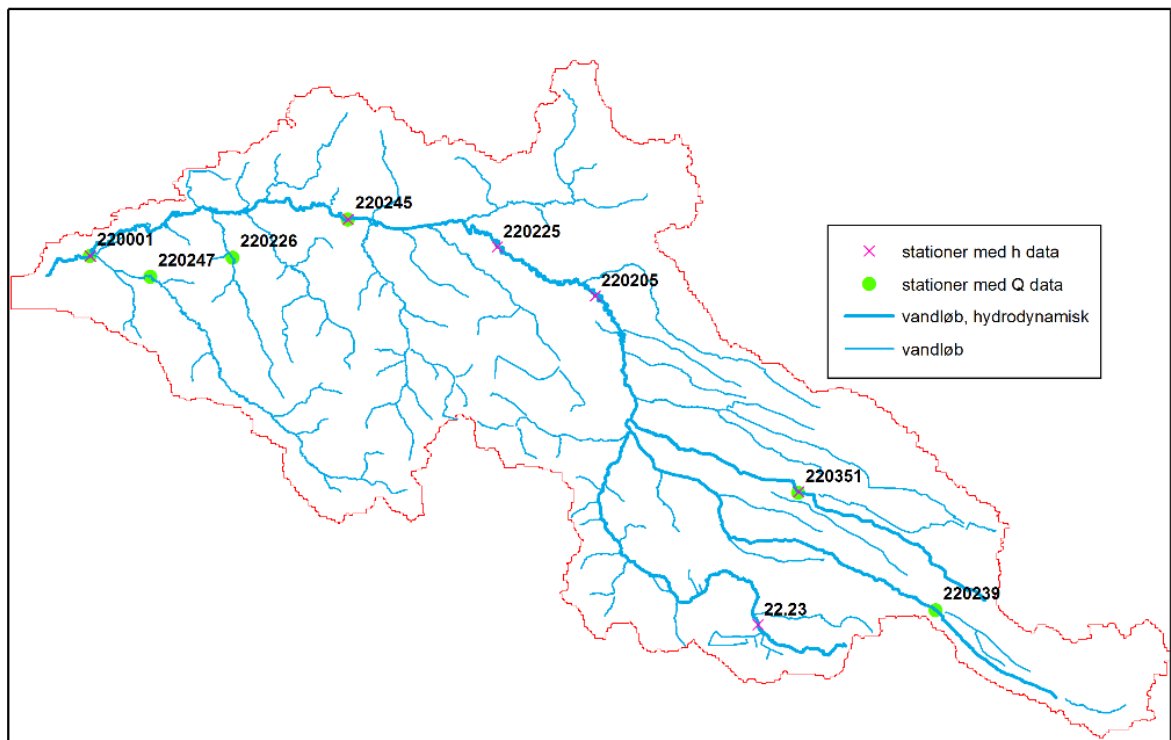 220245
220225
220001
220226
220247
220205
stationer med h data
stationer med Q data
vandløb, hydrodynamisk
vandløb
220351
220239
22,23